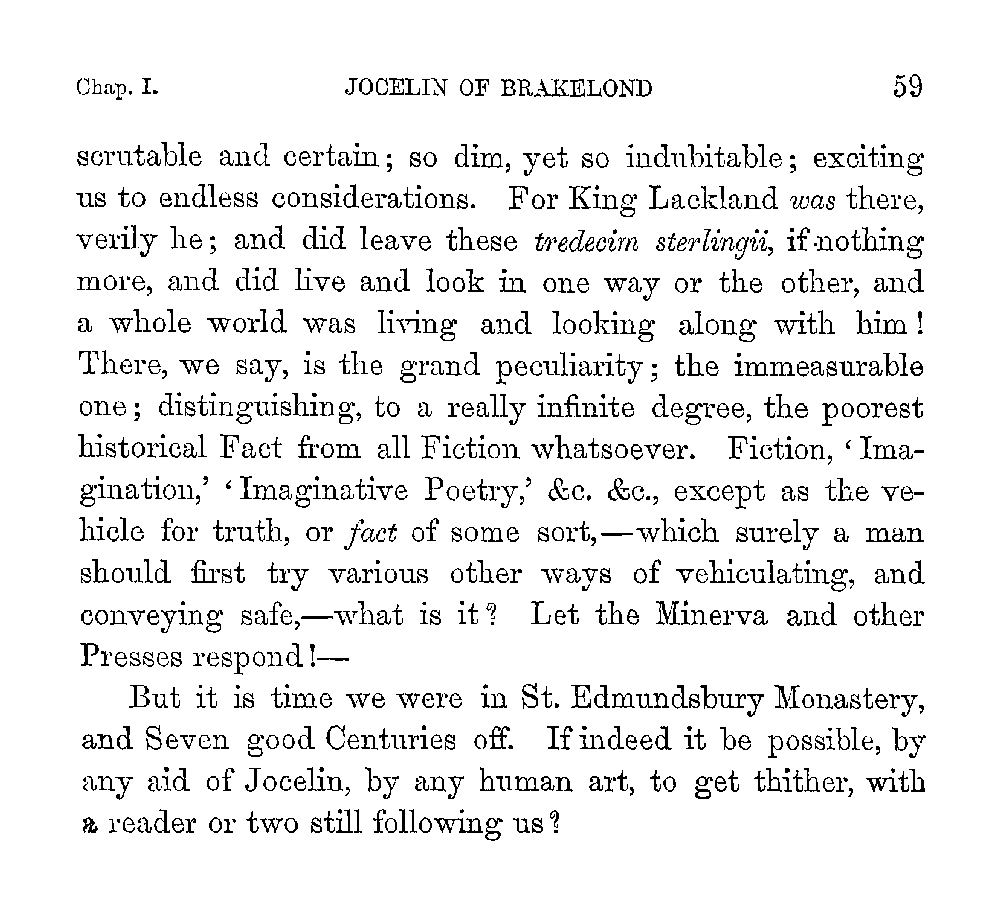 Chap. I. JOCELIN OF BRAKELOND 59
scrutable and certain; so dim, yet so indubitable; exciting
us to endless considerations. For King Lackland was there,
verily he; and did leave these tredecim sterlingii, if nothing
more, and did live and look in one way or the other, and
a whole world was living and looking along with him!
There, we say, is the grand peculiarity; the immeasurable
one; distinguishing, to a really infinite degree, the poorest
historical Fact from all Fiction whatsoever. Fiction, ‘Ima-
gination,’ ‘Imaginative Poetry,’ &c. &c., except as the ve-
hicle for truth, or fact of some sort,—which surely a man
should first try various other ways of vehiculating, and
conveying safe,—what is it? Let the Minerva and other
Presses respond!—
But it is time we were in St. Edmundsbury Monastery,
and Seven good Centuries off. If indeed it be possible, by
any aid of Jocelin, by any human art, to get thither, with
a reader or two still following us?